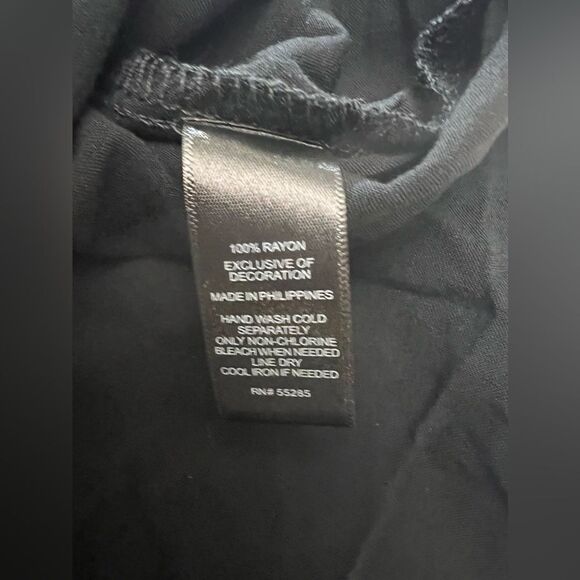 100% RAYON
EXCLUSIVE OF
DECORATION
MADE IN PHILIPPINES
HAND WASH COLD
SEPARATELY
ONLY NON-CHLORINE
BLEACH WHEN NEEDED
LINE DRY
COOL IRON IF NEEDED
RN# 55285